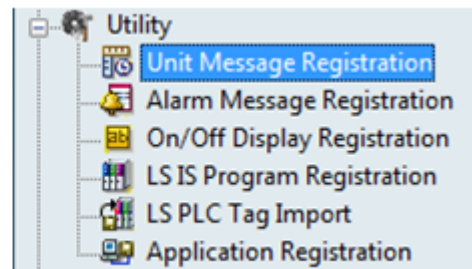 Utility
Unit Message Registration
Alarm Message Registration
On/Off Display Registration
LS IS Program Registration
LS PLC Tag Import
Application Registration